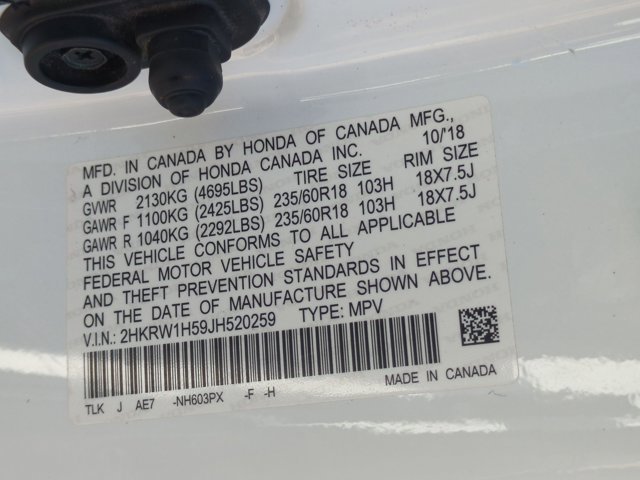 MFD. IN CANADA BY HONDA OF CANADA MFG.,
A DIVISION OF HONDA CANADA INC. 10/18
GVWR 2130KG (4695LBS) TIRE SIZE RIM SIZE
GAWR F 1100KG (2425LBS) 235/60R18 103H 18X7.5J
GAWR R 1040KG (2292LBS) 235/60R18 103H 18X7.5J
THIS VEHICLE CONFORMS TO ALL APPLICABLE
FEDERAL MOTOR VEHICLE SAFETY
AND THEFT PREVENTION STANDARDS IN EFFECT
ON THE DATE OF MANUFACTURE SHOWN ABOVE.
V.I.N.: 2HKRW1H59JH520259 TYPE: MPV
TLK J AE7 -NH603PX -F -H MADE IN CANADA